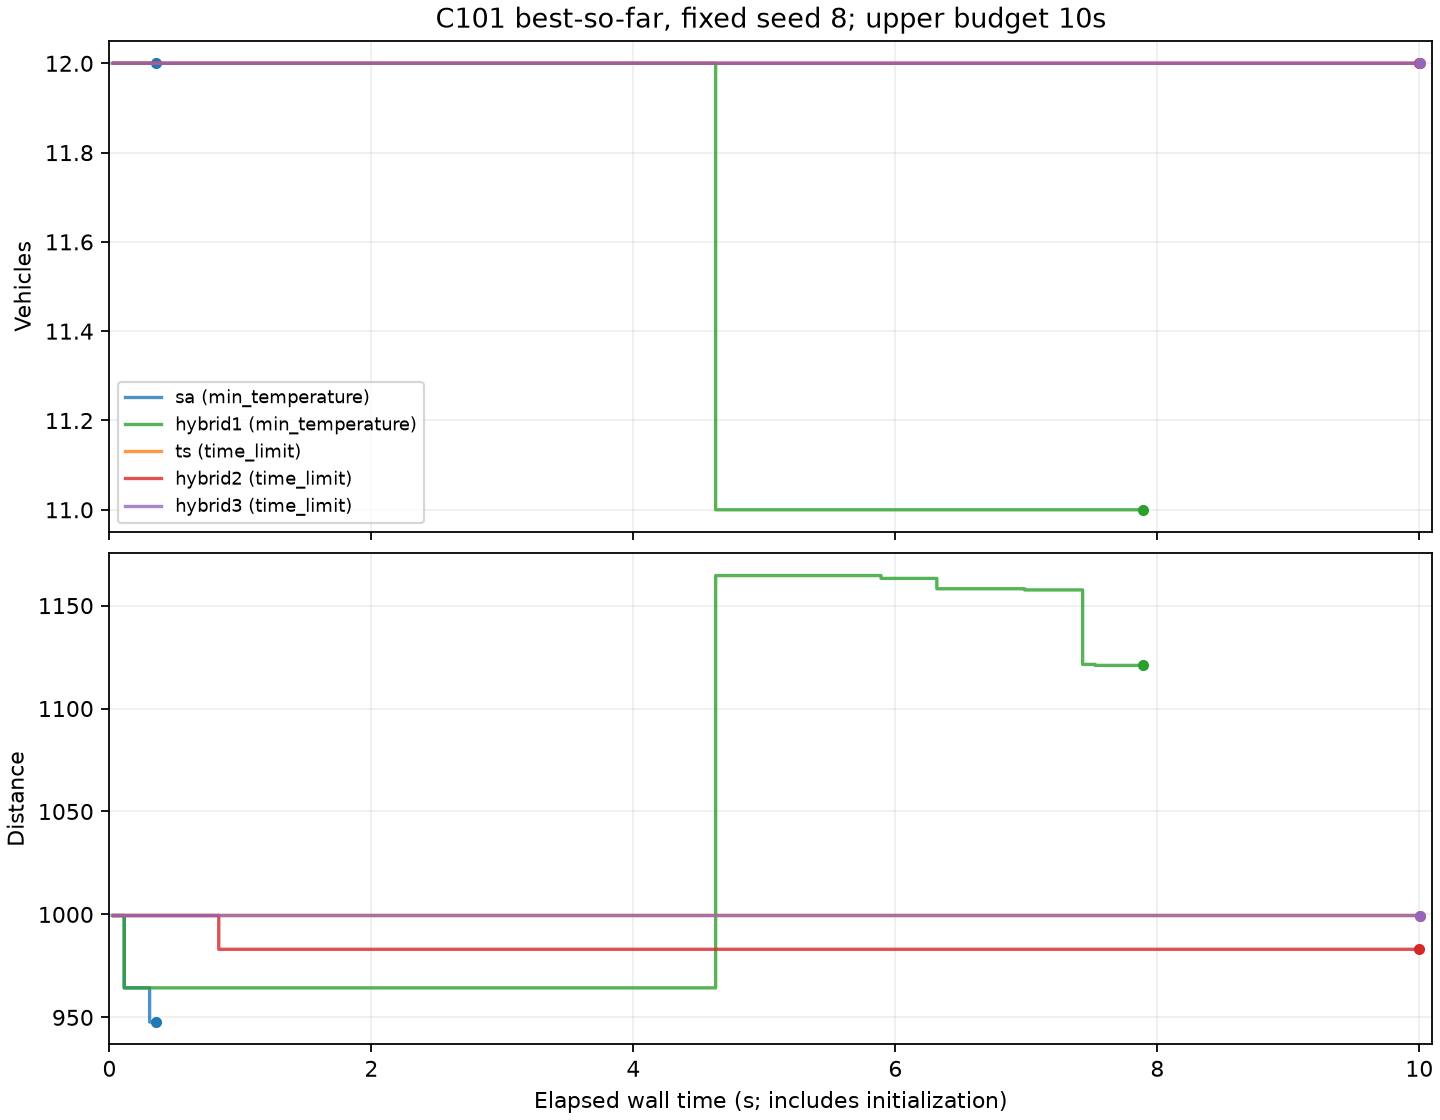 C101 best-so-far, fixed seed 8; upper budget 10s
12.0
11.8
11.6
11.4
11.2
11.0
Vehicles
sa (min_temperature)
hybrid1 (min_temperature)
ts (time_limit)
hybrid2 (time_limit)
hybrid3 (time_limit)
1150
1100
1050
1000
950
Distance
0 2 4 6 8 10
Elapsed wall time (s; includes initialization)